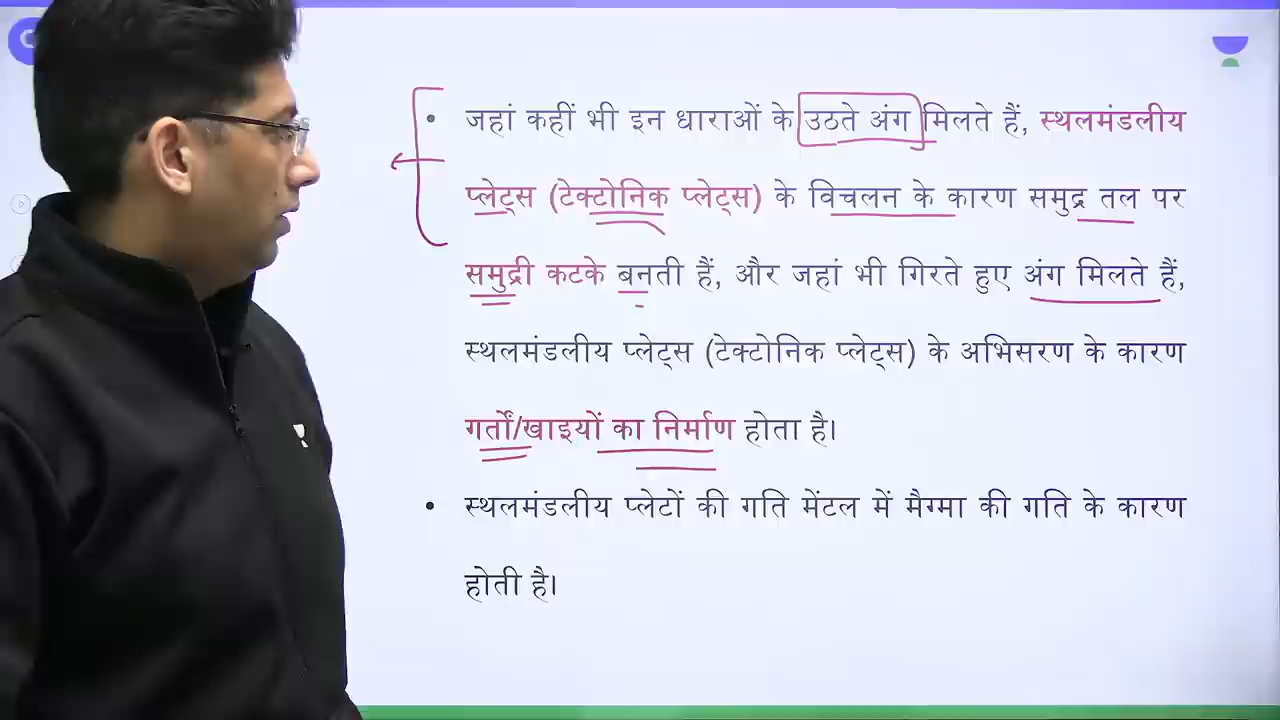 • जहां कहीं भी इन धाराओं के उठते अंग मिलते हैं, स्थलमंडलीय
प्लेट्स (टेक्टोनिक प्लेट्स) के विचलन के कारण समुद्र तल पर
समुद्री कटके बनती हैं, और जहां भी गिरते हुए अंग मिलते हैं,
स्थलमंडलीय प्लेट्स (टेक्टोनिक प्लेट्स) के अभिसरण के कारण
गर्तों/खाइयों का निर्माण होता है।
• स्थलमंडलीय प्लेटों की गति मेंटल में मैग्मा की गति के कारण
होती है।